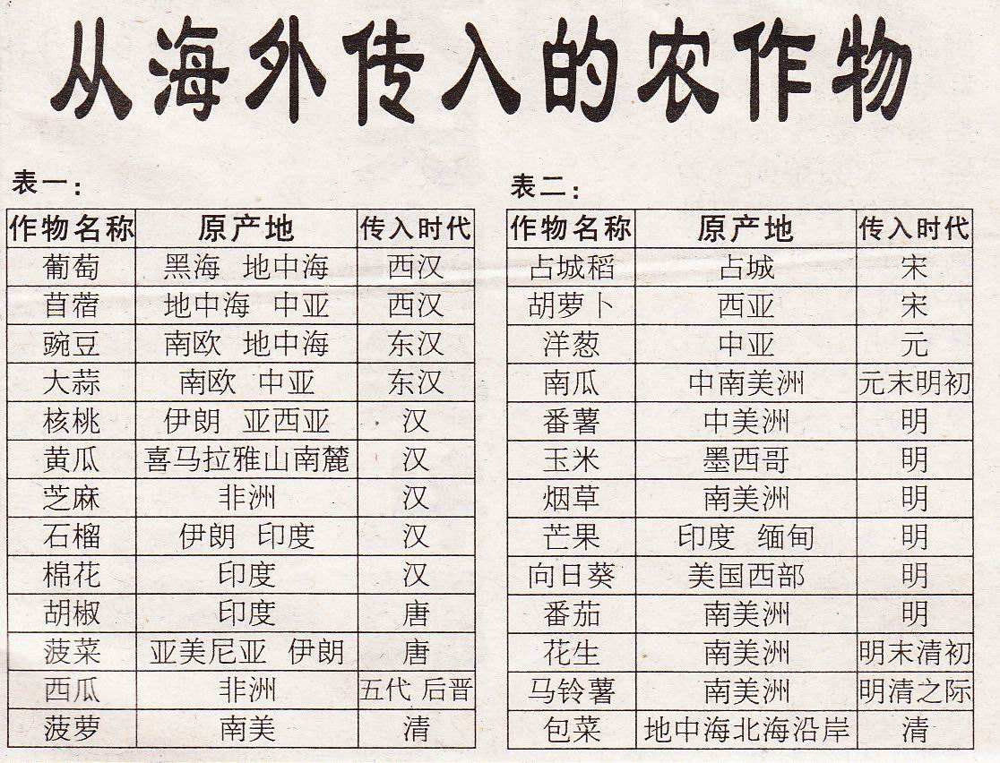 从海外传入的农作物
表一：
作物名称 原产地 传入时代
葡萄 黑海 地中海 西汉
苜蓿 地中海 中亚 西汉
豌豆 南欧 地中海 东汉
大蒜 南欧 中亚 东汉
核桃 伊朗 亚西亚 汉
黄瓜 喜马拉雅山南麓 汉
芝麻 非洲 汉
石榴 伊朗 印度 汉
棉花 印度 汉
胡椒 印度 唐
菠菜 亚美尼亚 伊朗 唐
西瓜 非洲 五代 后晋
菠萝 南美 清
表二：
作物名称 原产地 传入时代
占城稻 占城 宋
胡萝卜 西亚 宋
洋葱 中亚 元
南瓜 中南美洲 元末明初
番薯 中美洲 明
玉米 墨西哥 明
烟草 南美洲 明
芒果 印度 缅甸 明
向日葵 美国西部 明
番茄 南美洲 明
花生 南美洲 明末清初
马铃薯 南美洲 明清之际
包菜 地中海北海沿岸 清